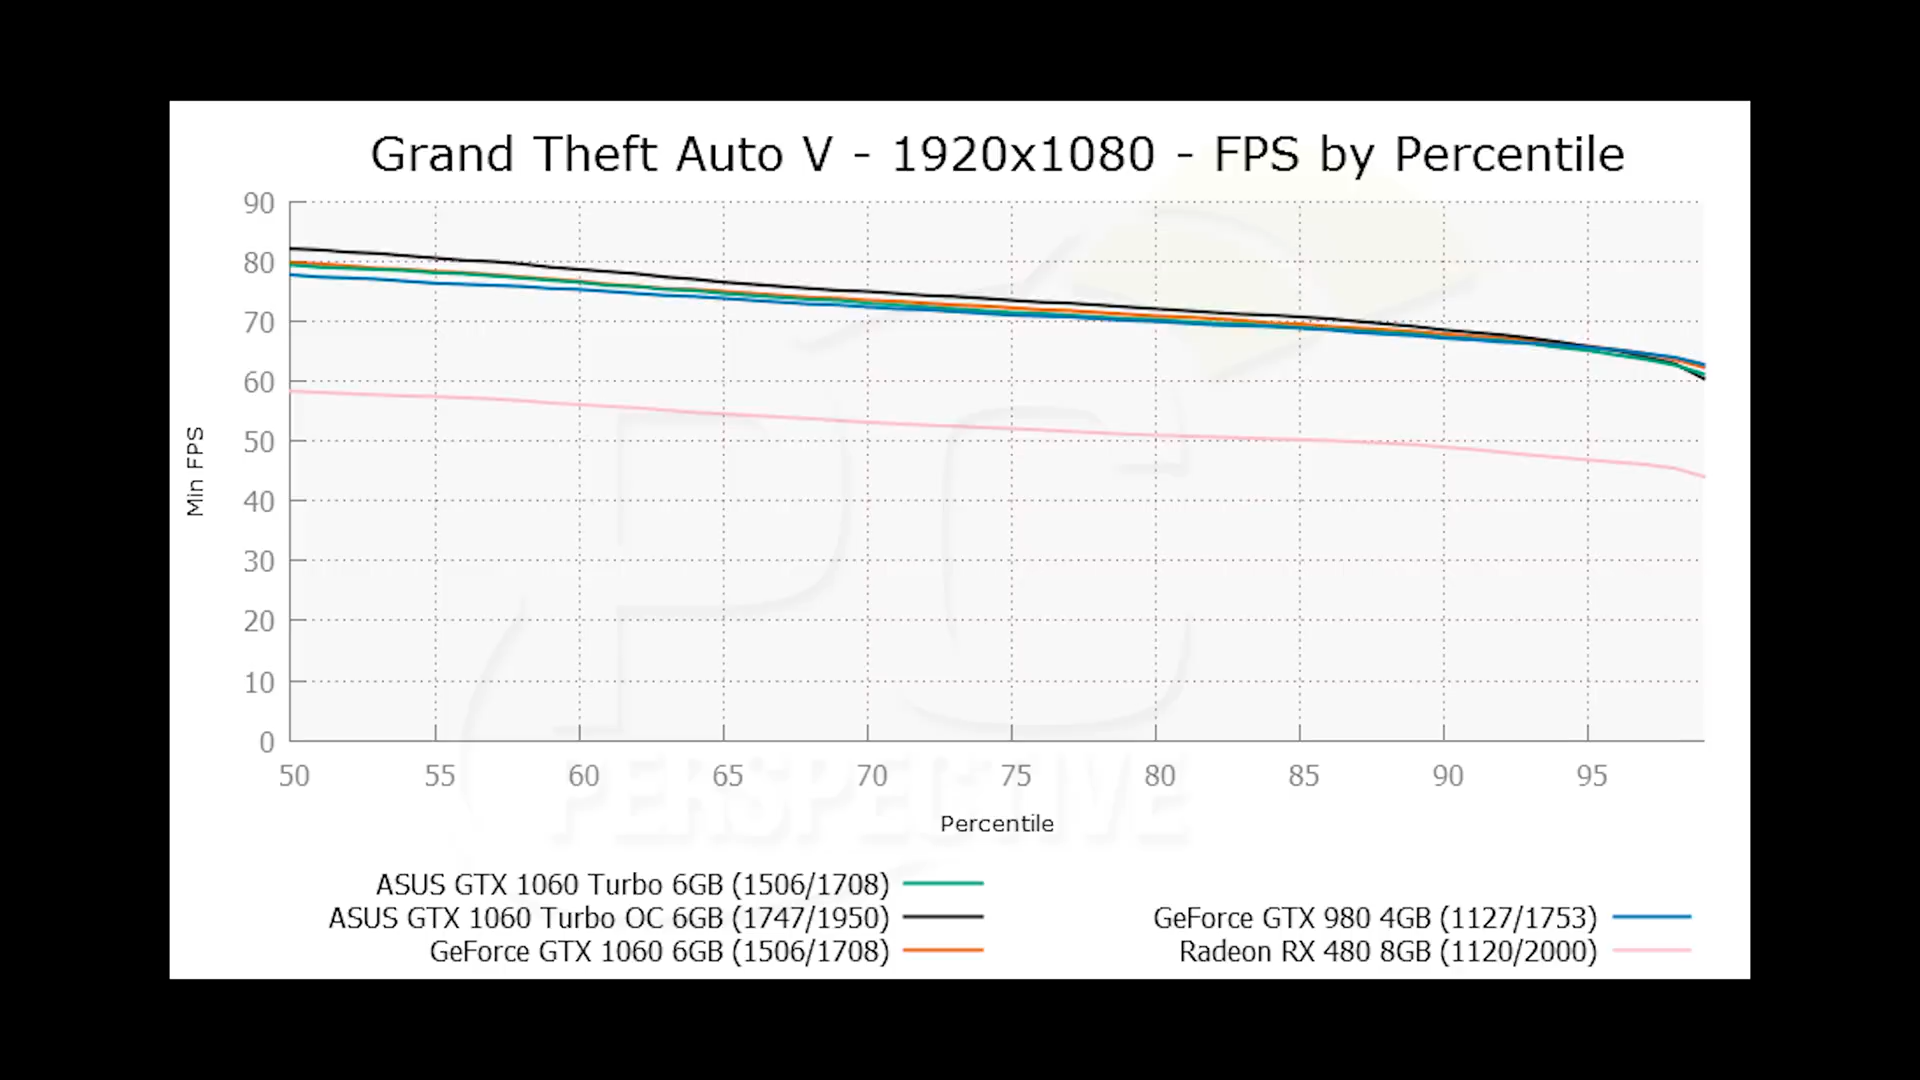 Grand Theft Auto V - 1920x1080 - FPS by Percentile
90
80
70
60
50
40
30
20
10
0
Min FPS
50 55 60 65 70 75 80 85 90 95
Percentile
PC
PERSPECTIVE
ASUS GTX 1060 Turbo 6GB (1506/1708)
ASUS GTX 1060 Turbo OC 6GB (1747/1950)
GeForce GTX 1060 6GB (1506/1708)
GeForce GTX 980 4GB (1127/1753)
Radeon RX 480 8GB (1120/2000)